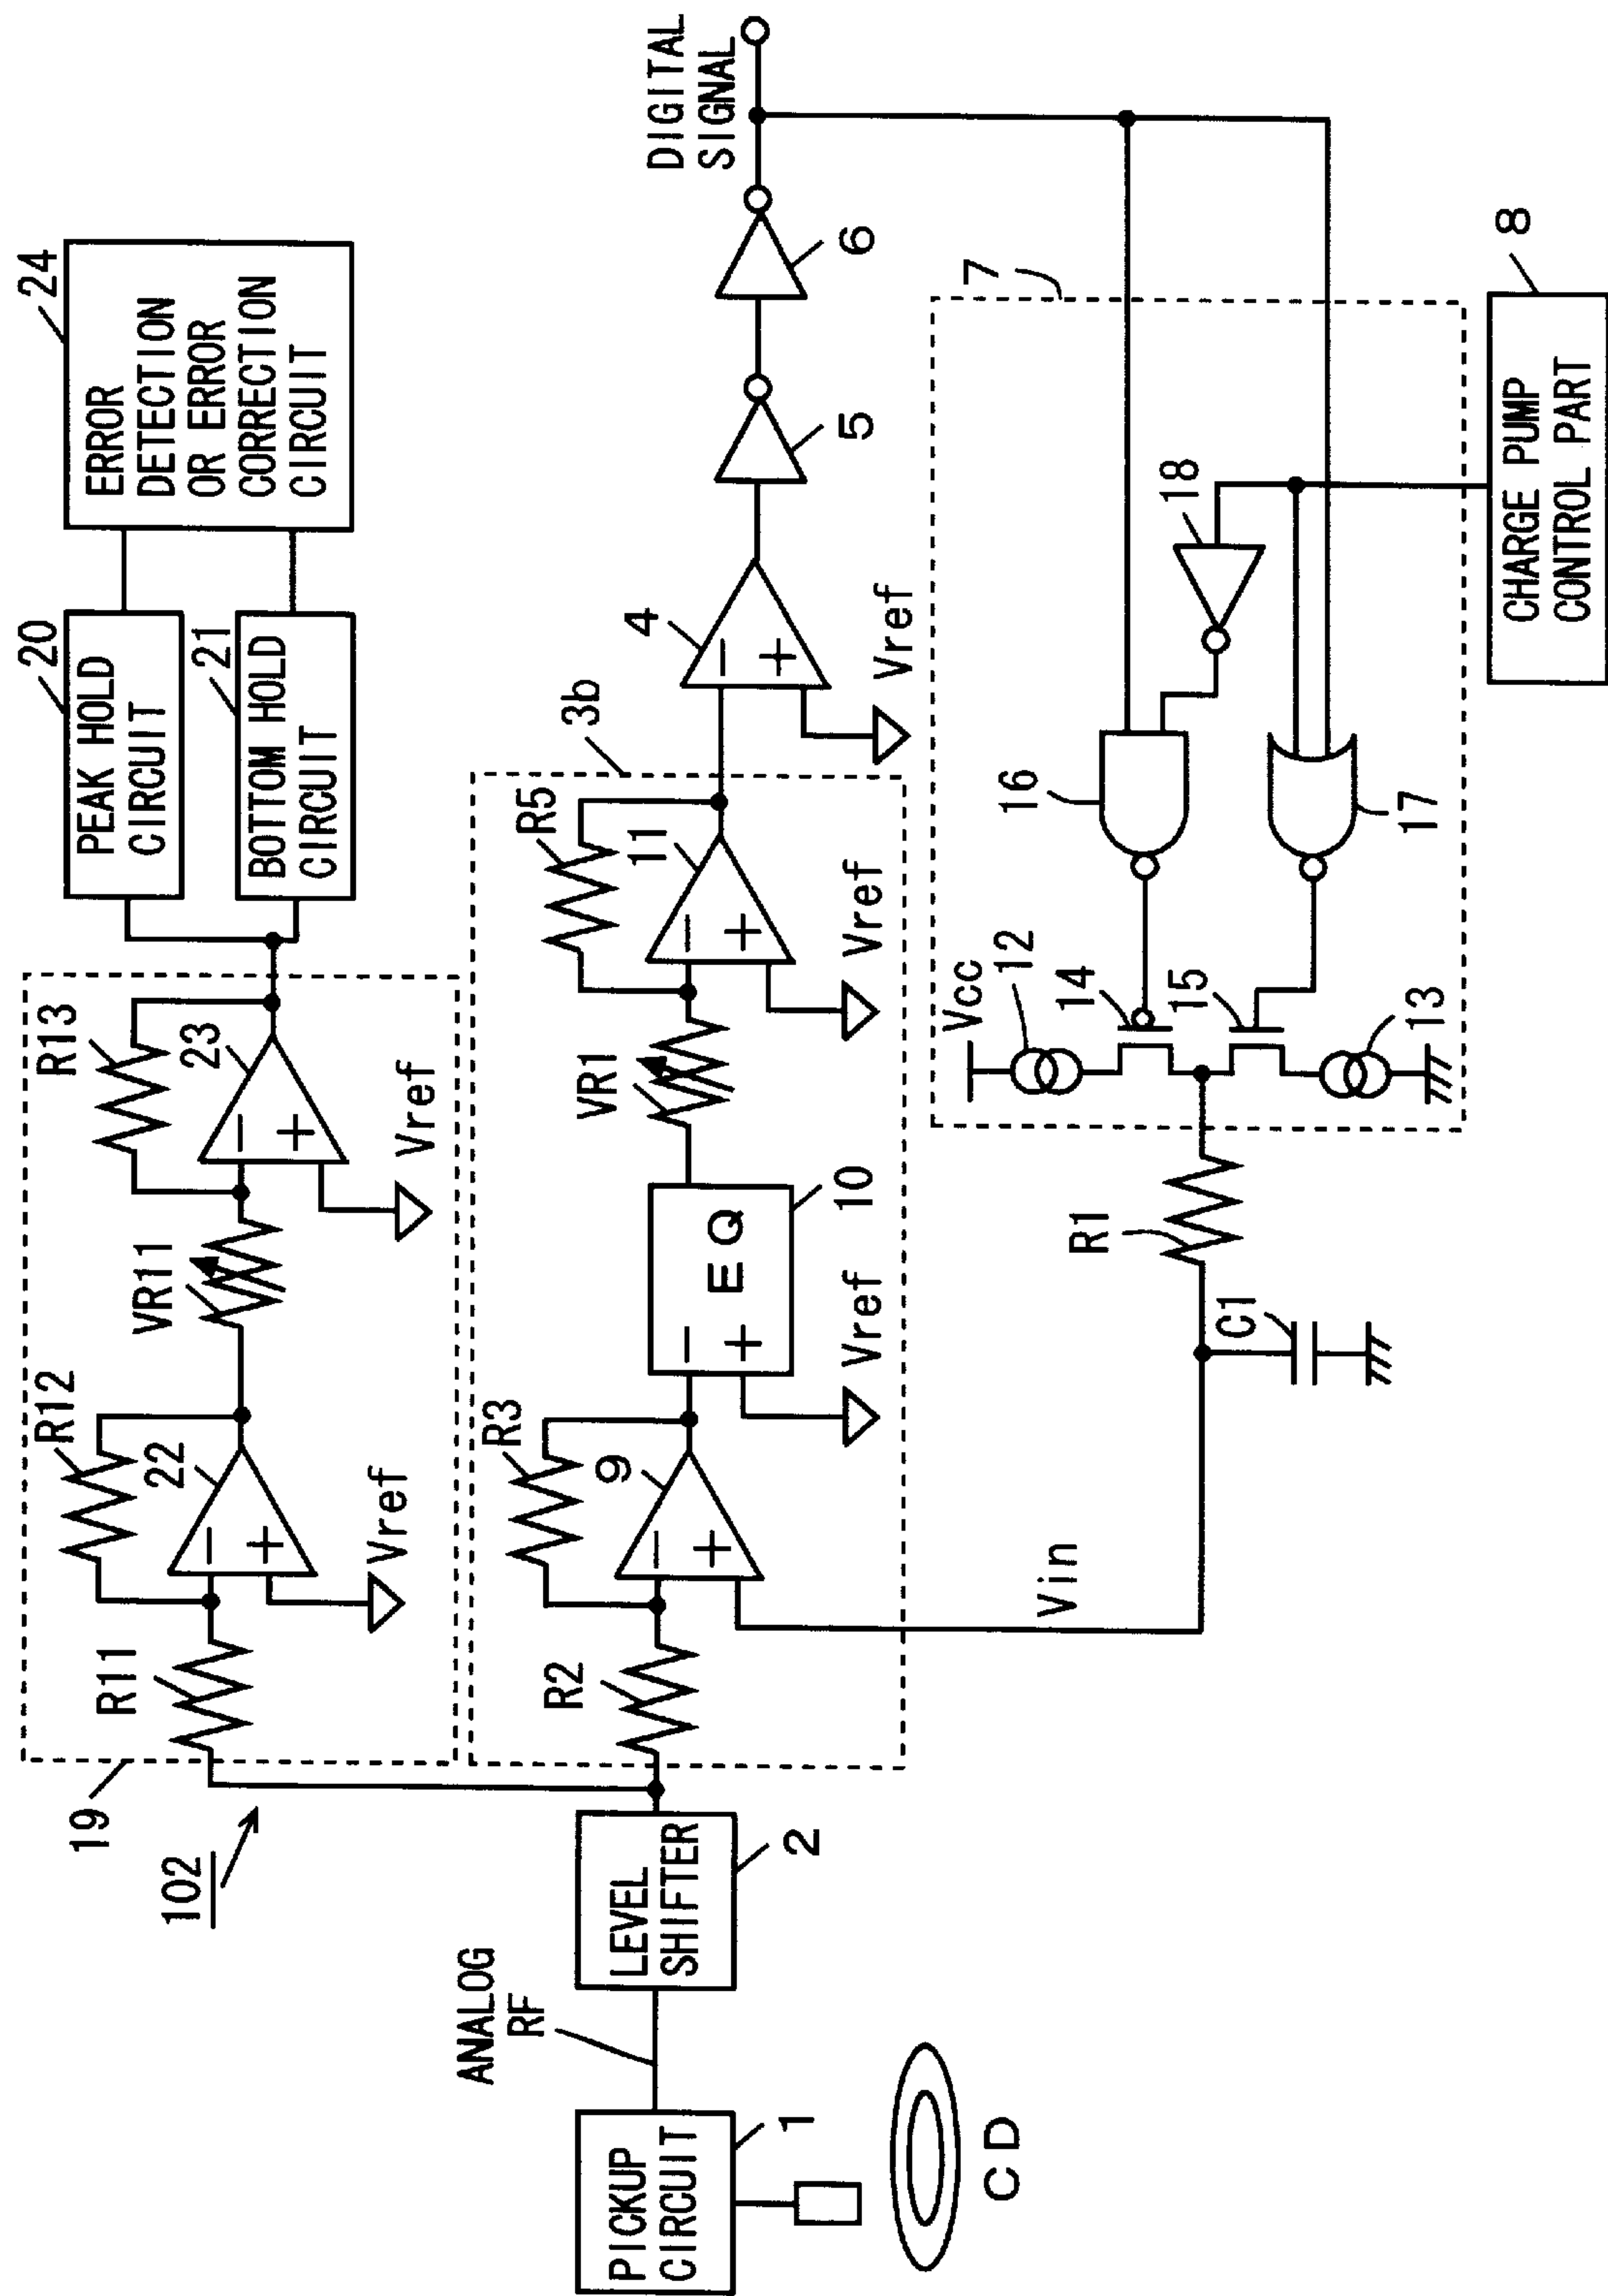 24
ERROR
DETECTION
OR ERROR
CORRECTION
CIRCUIT
20
PEAK HOLD
CIRCUIT
21
BOTTOM HOLD
CIRCUIT
R13
23
Vref
VR11
R12
22
Vref
R11
19
102
DIGITAL
SIGNAL
6
5
4
Vref
3b
R5
11
Vref
VR1
EQ
10
Vref
R3
9
R2
LEVEL
SHIFTER
2
ANALOG
RF
PICKUP
CIRCUIT
1
CD
Vin
C1
R1
7
8
CHARGE PUMP
CONTROL PART
18
16
17
Vcc
12
14
15
13
−
+
−
+
−
+
−
+
−
+
−
+